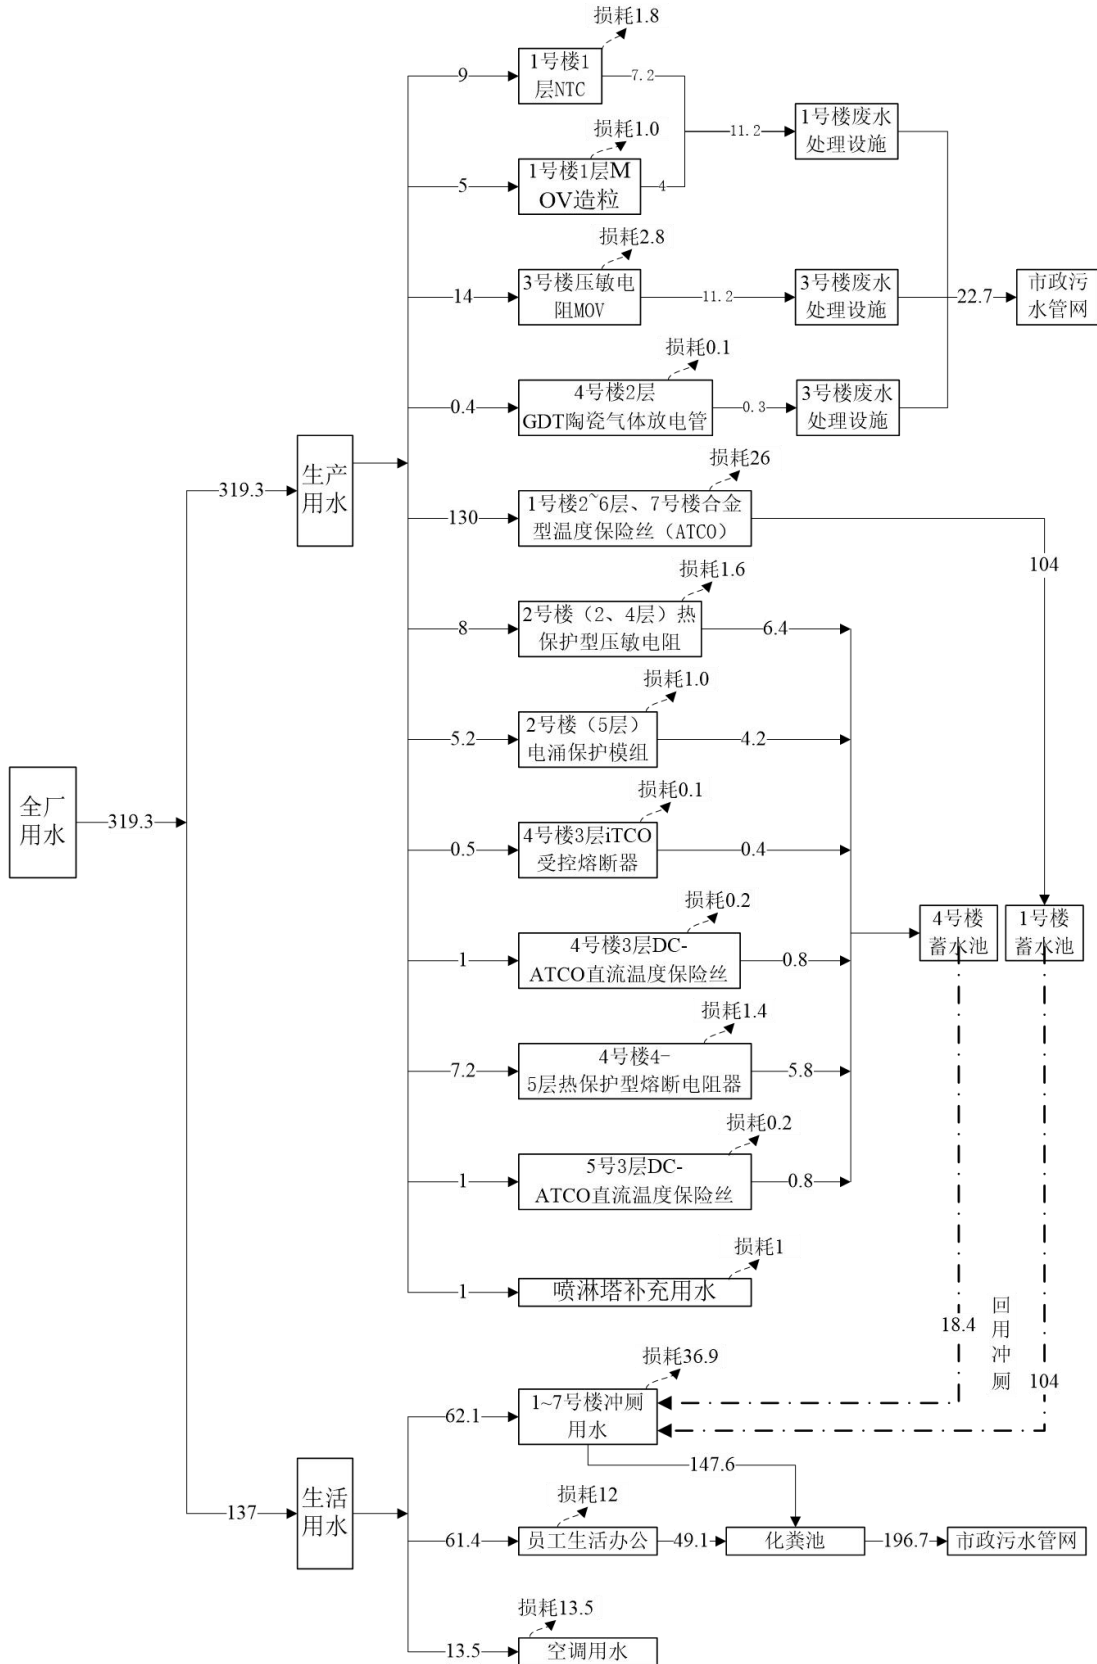 损耗1.8
9
1号楼1
层NTC
7.2
损耗1.0
5
1号楼1层M
OV造粒
4
11.2
1号楼废水
处理设施
损耗2.8
14
3号楼压敏电
阻MOV
11.2
3号楼废水
处理设施
22.7
市政污
水管网
损耗0.1
0.4
4号楼2层
GDT陶瓷气体放电管
0.3
3号楼废水
处理设施
319.3
生产
用水
损耗26
130
1号楼2~6层、7号楼合金
型温度保险丝（ATCO）
104
损耗1.6
8
2号楼（2、4层）热
保护型压敏电阻
6.4
损耗1.0
5.2
2号楼（5层）
电涌保护模组
4.2
全厂
用水
319.3
损耗0.1
0.5
4号楼3层iTCO
受控熔断器
0.4
损耗0.2
1
4号楼3层DC-
ATCO直流温度保险丝
0.8
4号楼
蓄水池
1号楼
蓄水池
损耗1.4
7.2
4号楼4-
5层热保护型熔断电阻器
5.8
损耗0.2
1
5号3层DC-
ATCO直流温度保险丝
0.8
损耗1
1
喷淋塔补充用水
18.4
回
用
冲
厕
104
损耗36.9
62.1
1~7号楼冲厕
用水
147.6
137
生活
用水
损耗12
61.4
员工生活办公
49.1
化粪池
196.7
市政污水管网
损耗13.5
13.5
空调用水